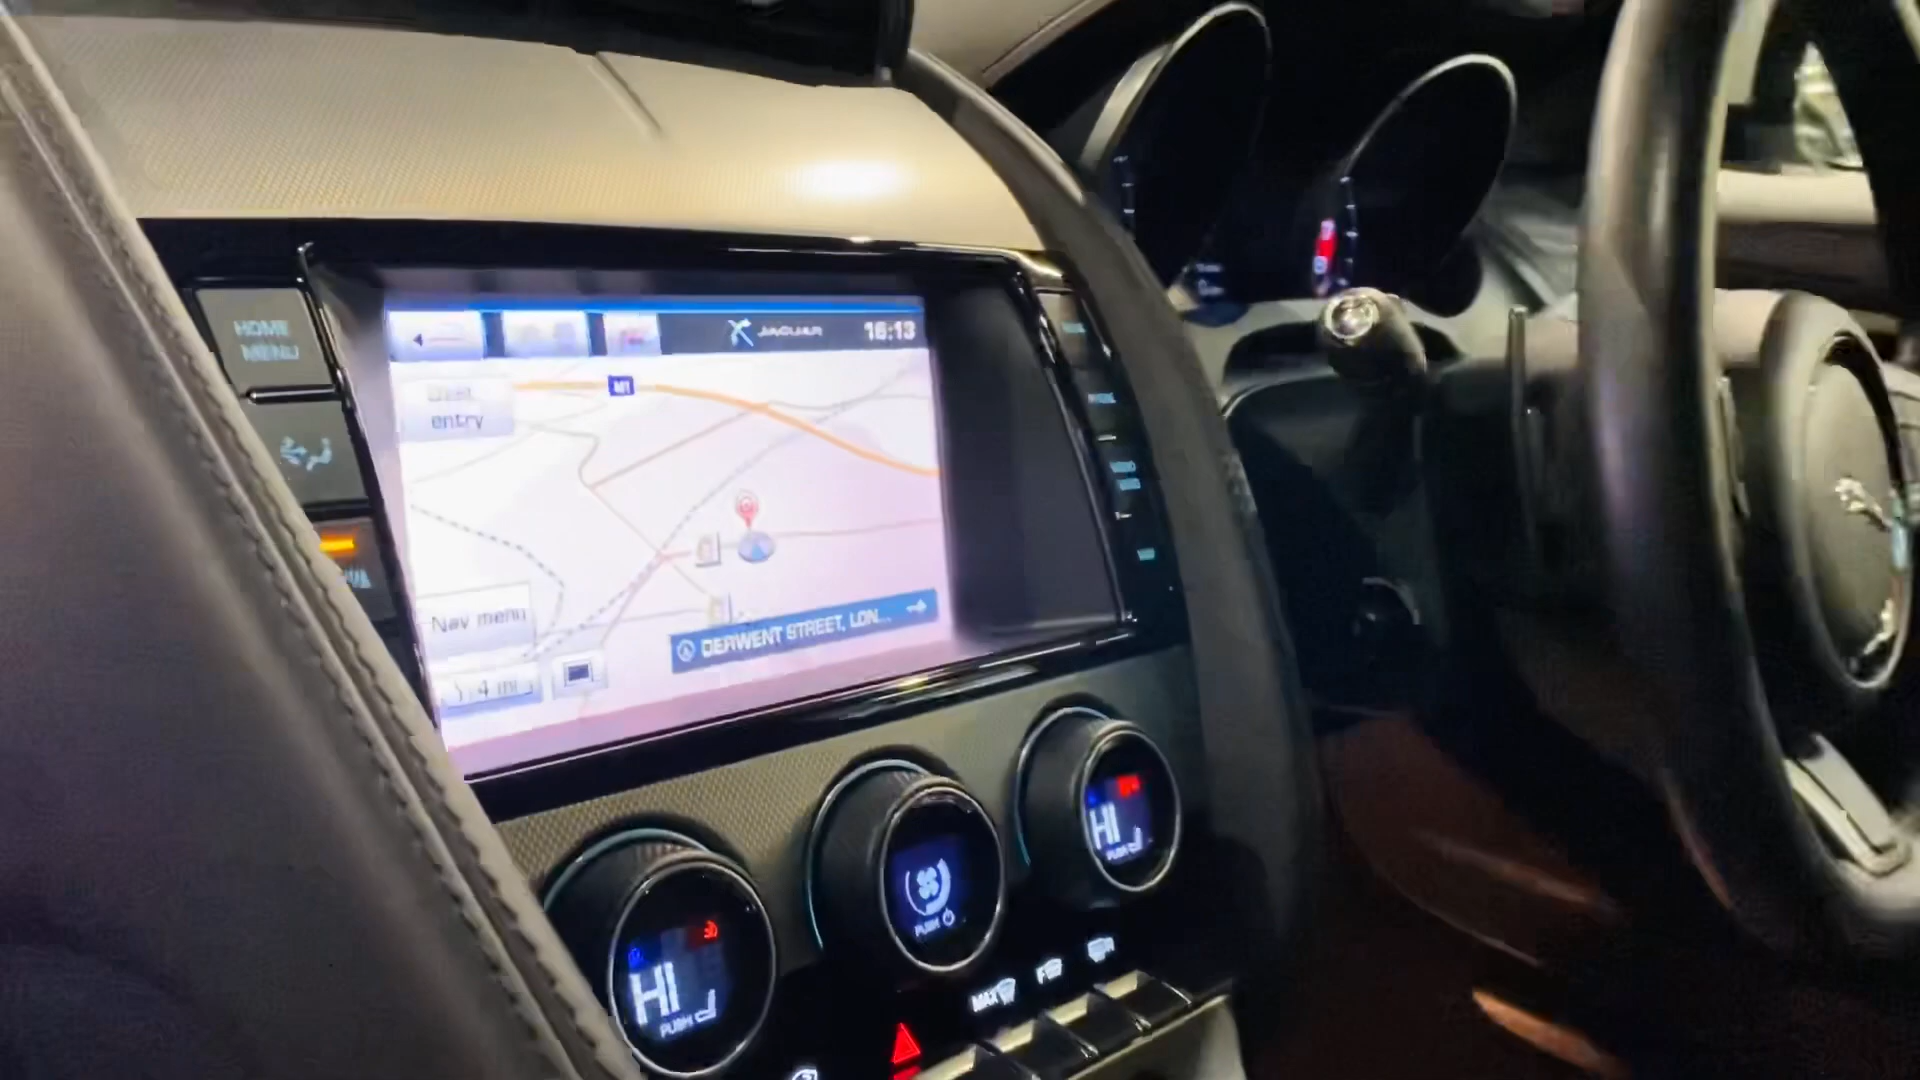 HOME
MENU
JAGUAR
16:13
M1
entry
Nav menu
DERWENT STREET, LON...
HI
PUSH
PUSH
HI
PUSH
MAX